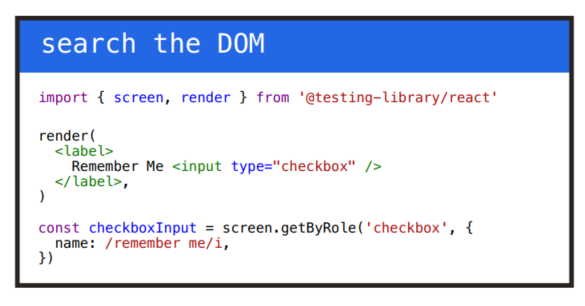 search the DOM
import { screen, render } from '@testing-library/react'
render(
<label>
Remember Me <input type="checkbox" />
</label>,
)
const checkboxInput = screen.getByRole('checkbox', {
name: /remember me/i,
})